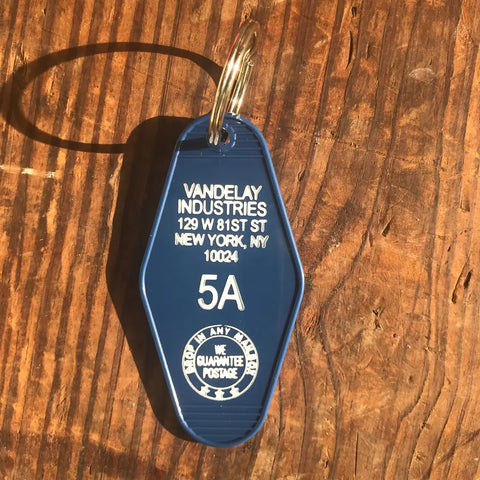 VANDELAY
INDUSTRIES
129 W 81ST ST
NEW YORK, NY
10024
5A
DROP IN ANY MAILBOX
WE
GUARANTEE
POSTAGE